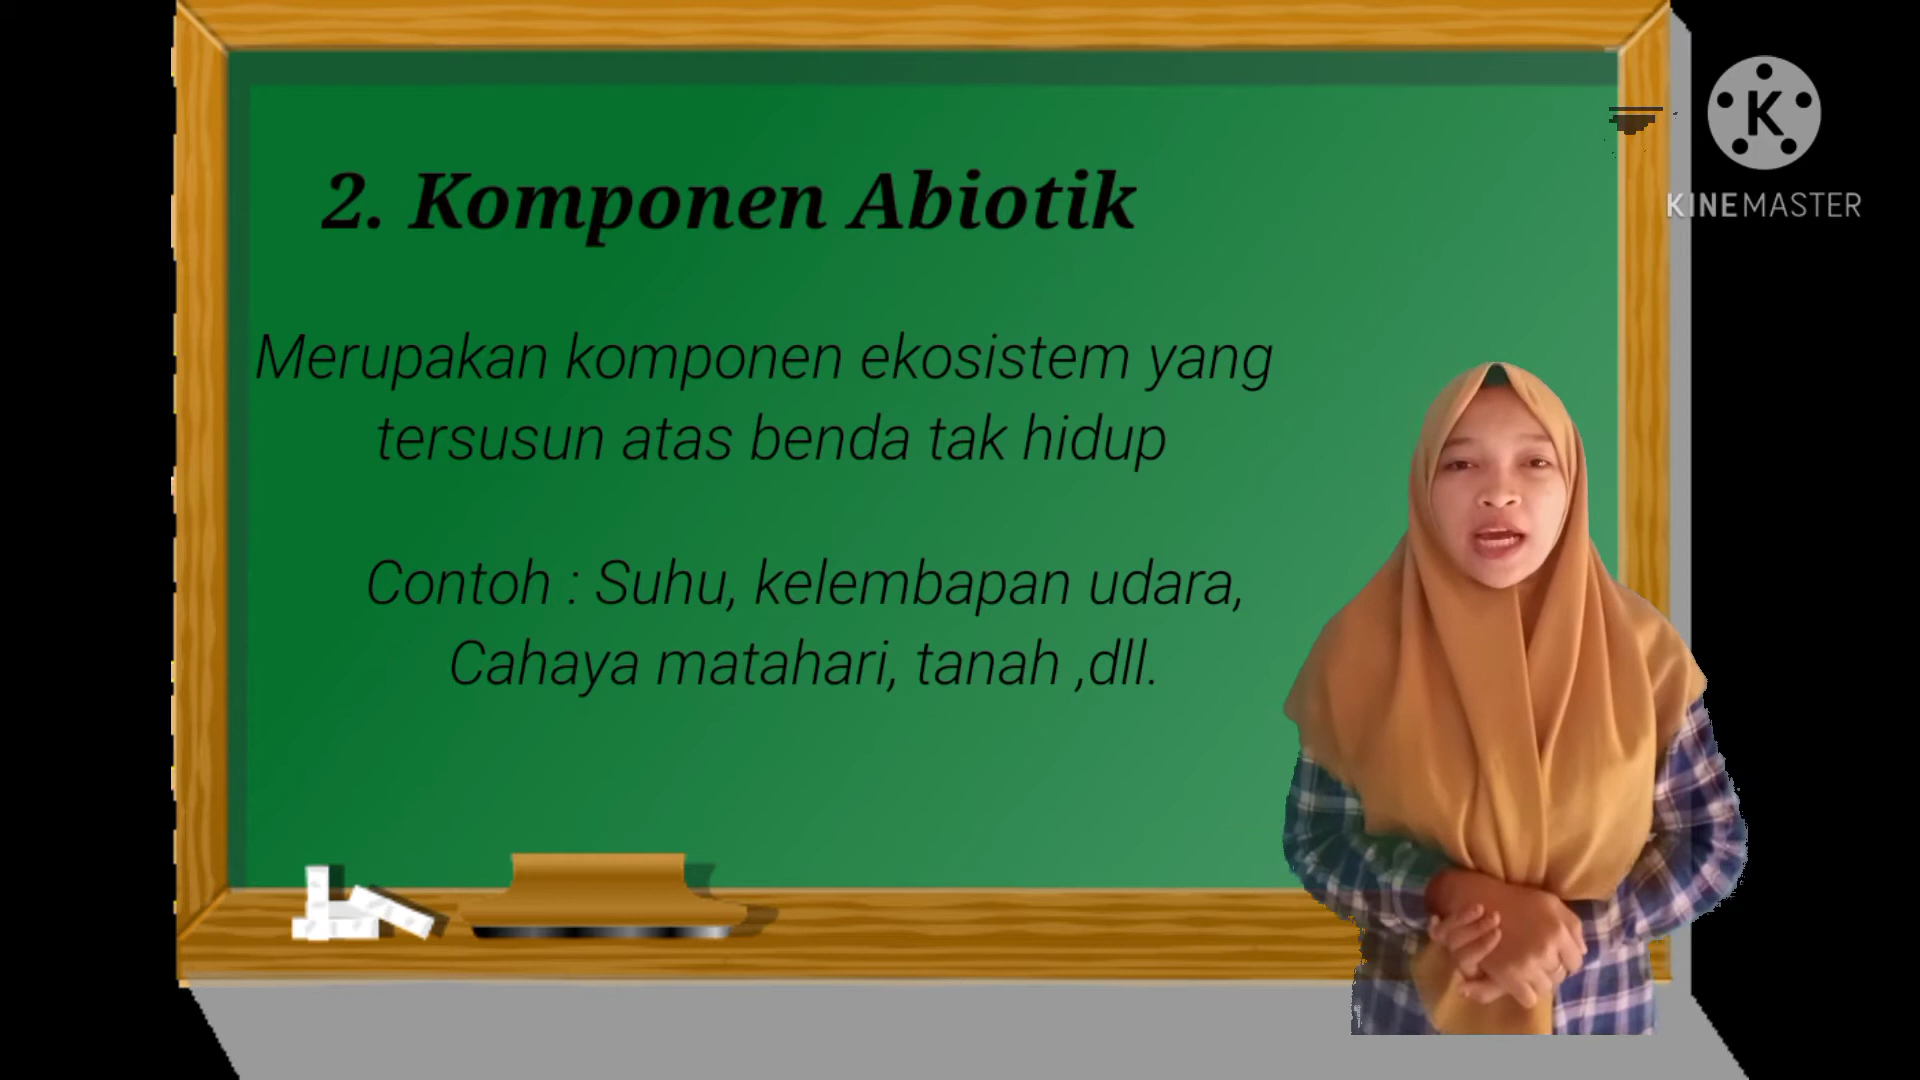 2. Komponen Abiotik
Merupakan komponen ekosistem yang
tersusun atas benda tak hidup
Contoh : Suhu, kelembapan udara,
Cahaya matahari, tanah ,dll.
K
KINEMASTER